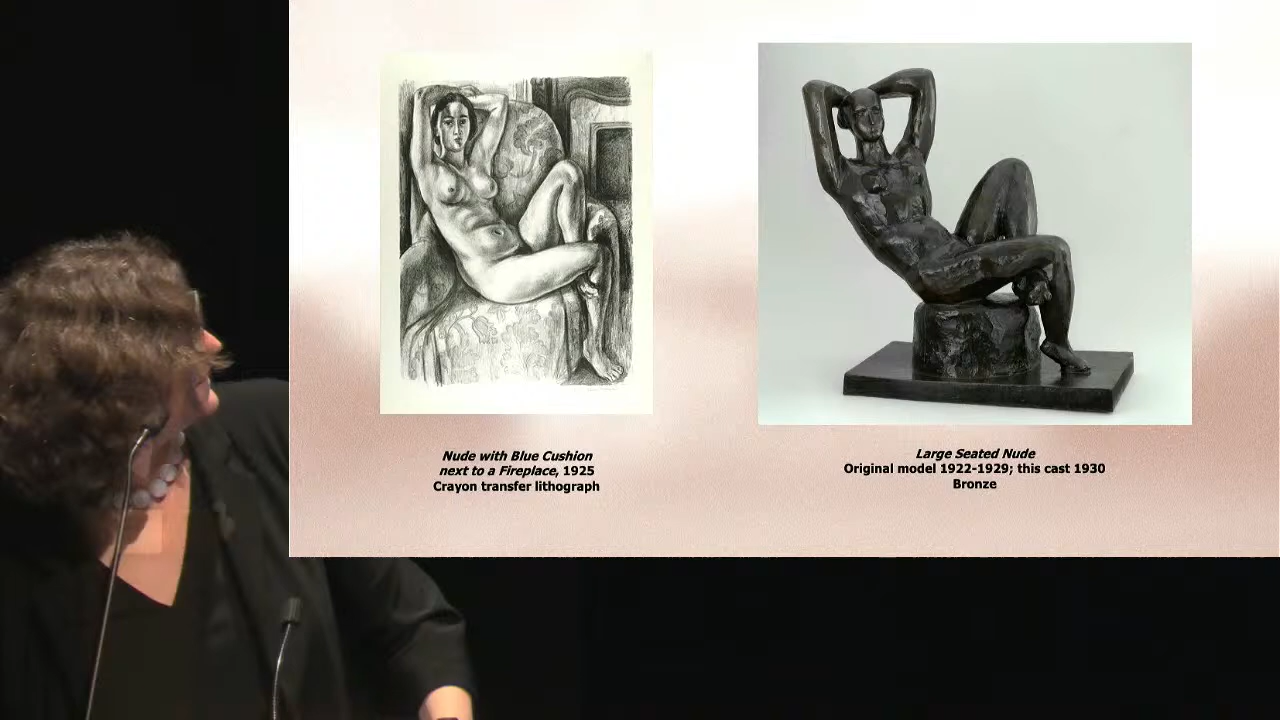 Nude with Blue Cushion
next to a Fireplace, 1925
Crayon transfer lithograph
Large Seated Nude
Original model 1922-1929; this cast 1930
Bronze